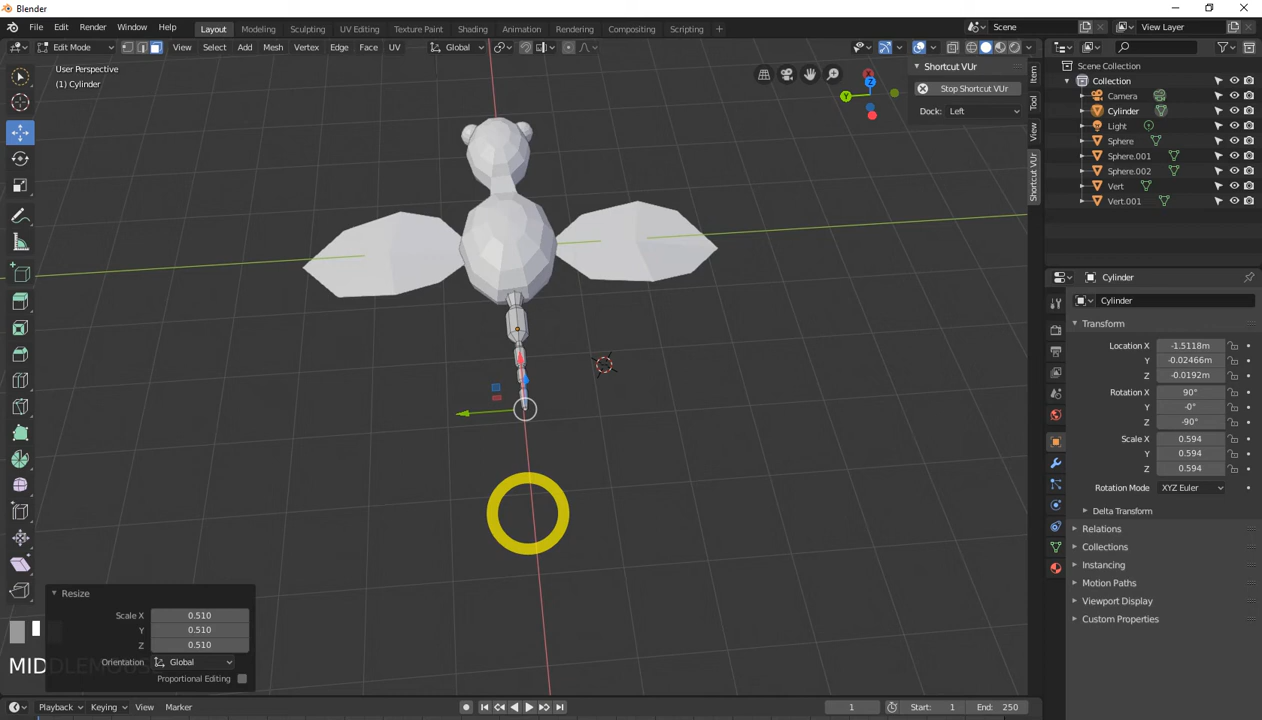 Blender
File Edit Render Window Help Layout Modeling Sculpting UV Editing Texture Paint Shading Animation Rendering Compositing Scripting + Scene View Layer
Edit Mode View Select Add Mesh Vertex Edge Face UV Global
User Perspective
(1) Cylinder
Shortcut VUr
Stop Shortcut VUr
Dock: Left
Item
Tool
View
Shortcut VUr
X
Y
Z
Scene Collection
Collection
Camera
Cylinder
Light
Sphere
Sphere.001
Sphere.002
Vert
Vert.001
Cylinder
Cylinder
Transform
Location X -1.5118m
Y -0.02466m
Z -0.0192m
Rotation X 90°
Y -0°
Z -90°
Scale X 0.594
Y 0.594
Z 0.594
Rotation Mode XYZ Euler
Delta Transform
Relations
Collections
Instancing
Motion Paths
Viewport Display
Custom Properties
Resize
Scale X 0.510
Y 0.510
Z 0.510
Orientation Global
Proportional Editing
Playback Keying View Marker 1 Start: 1 End: 250